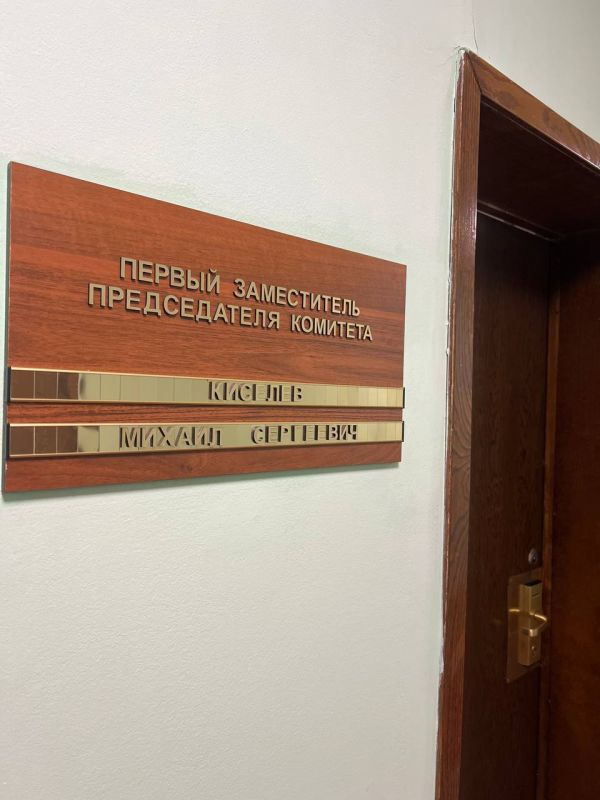 ПЕРВЫЙ ЗАМЕСТИТЕЛЬ
ПРЕДСЕДАТЕЛЯ КОМИТЕТА
КИСЕЛЕВ
МИХАИЛ СЕРГЕЕВИЧ